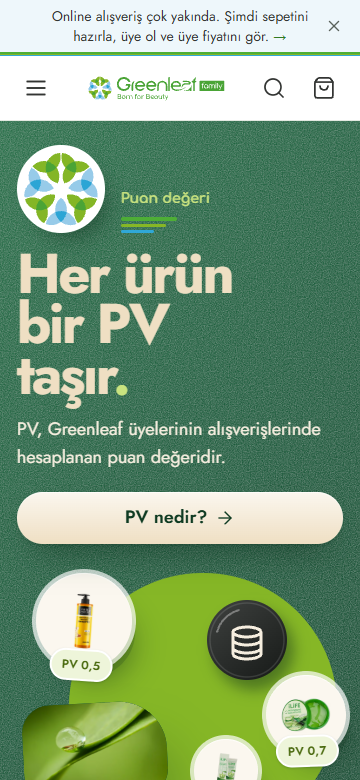 Online alışveriş çok yakında. Şimdi sepetini
hazırla, üye ol ve üye fiyatını gör. →
Greenleaf family
Born for Beauty
Puan değeri
Her ürün
bir PV
taşır.
PV, Greenleaf üyelerinin alışverişlerinde
hesaplanan puan değeridir.
PV nedir? →
PV 0,5
iLIFE
PV 0,7